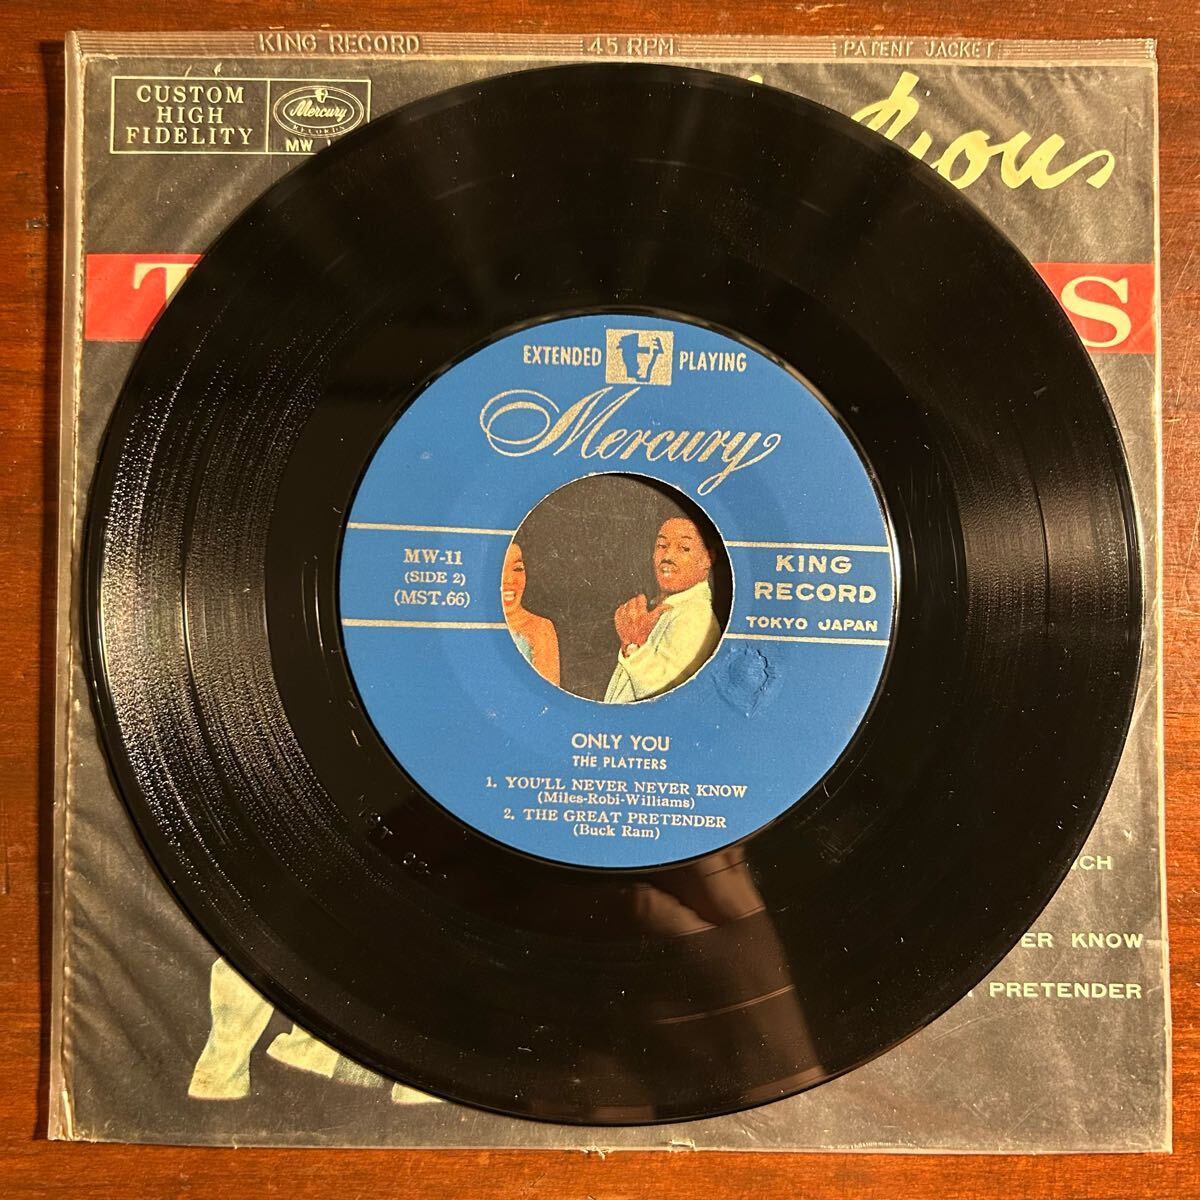 KING RECORD 45 RPM PATENT JACKET
CUSTOM
HIGH
FIDELITY
Mercury
RECORDS
MW
You
T S
EXTENDED PLAYING
Mercury
MW-11
(SIDE 2)
(MST.66)
KING
RECORD
TOKYO JAPAN
ONLY YOU
THE PLATTERS
1. YOU'LL NEVER NEVER KNOW
(Miles-Robi-Williams)
2. THE GREAT PRETENDER
(Buck Ram)
CH
ER KNOW
PRETENDER